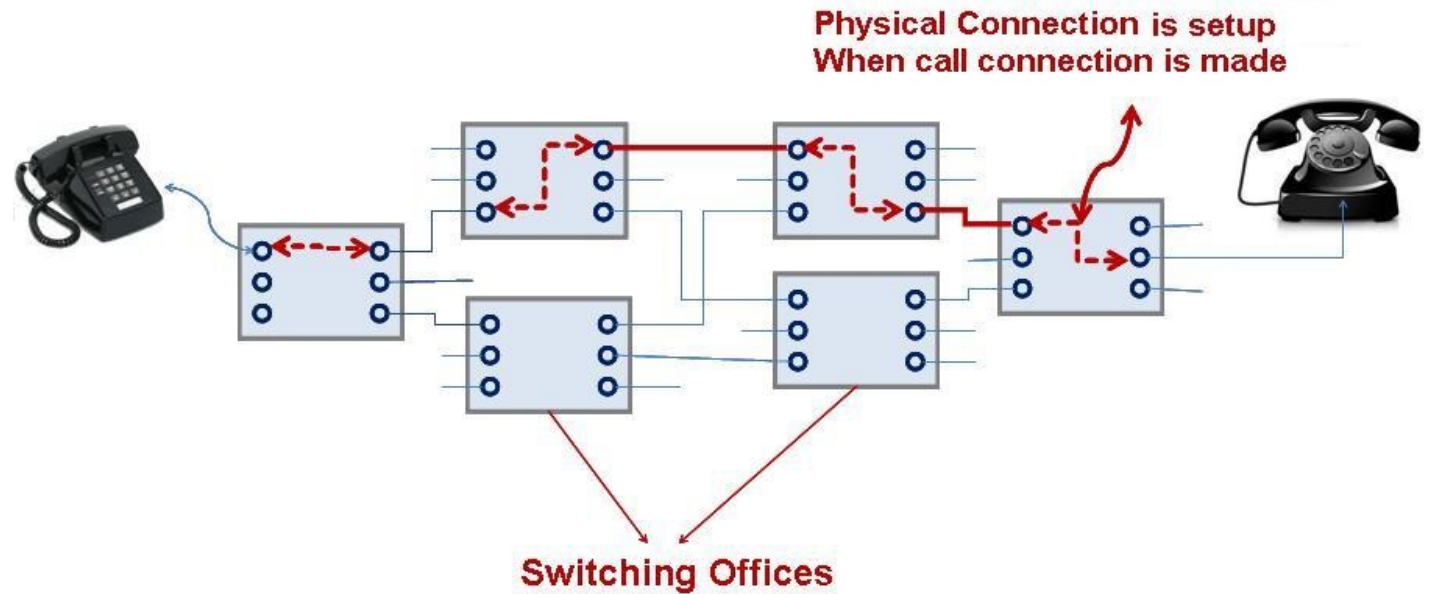 Physical Connection is setup
When call connection is made
Switching Offices